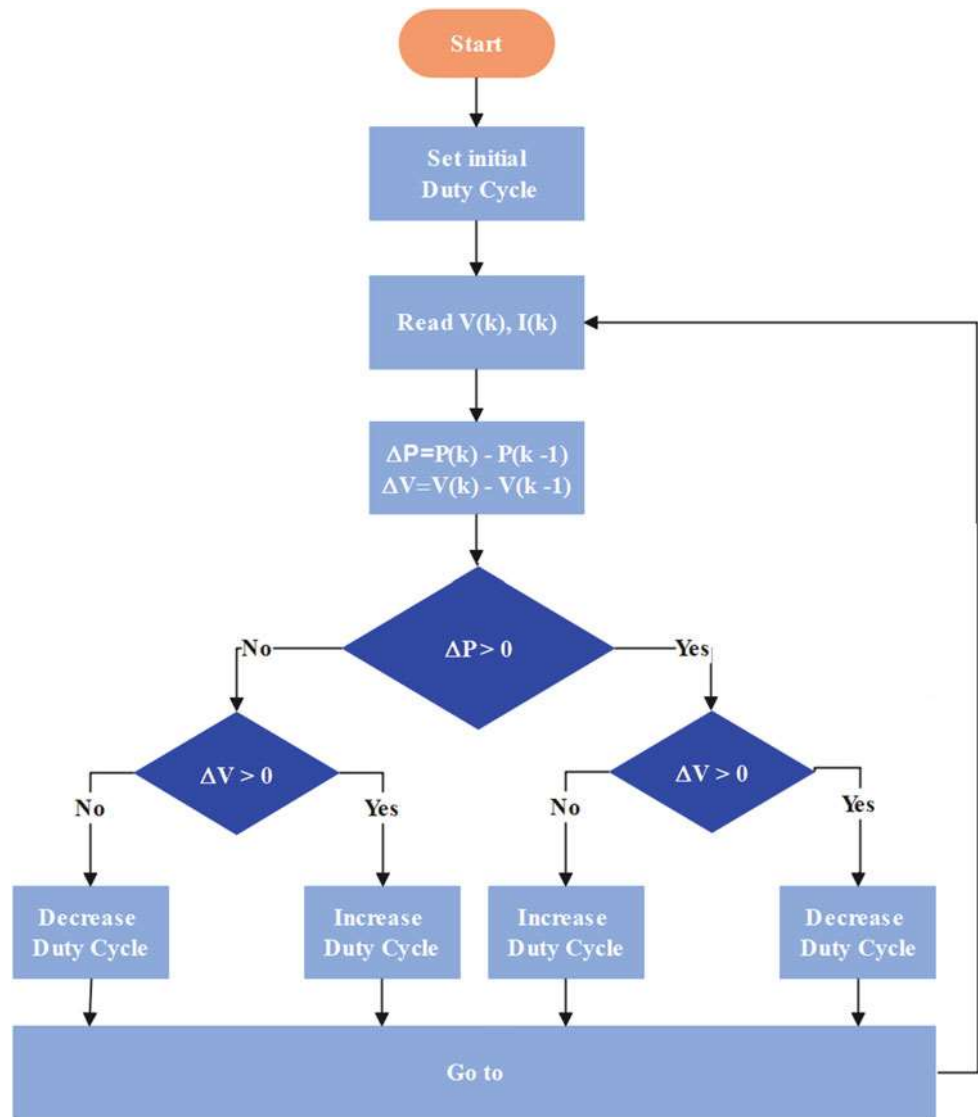 Start
Set initial
Duty Cycle
Read V(k), I(k)
ΔP=P(k) - P(k -1)
ΔV=V(k) - V(k -1)
ΔP > 0
No
Yes
ΔV > 0
ΔV > 0
No
Yes
No
Yes
Decrease
Duty Cycle
Increase
Duty Cycle
Increase
Duty Cycle
Decrease
Duty Cycle
Go to